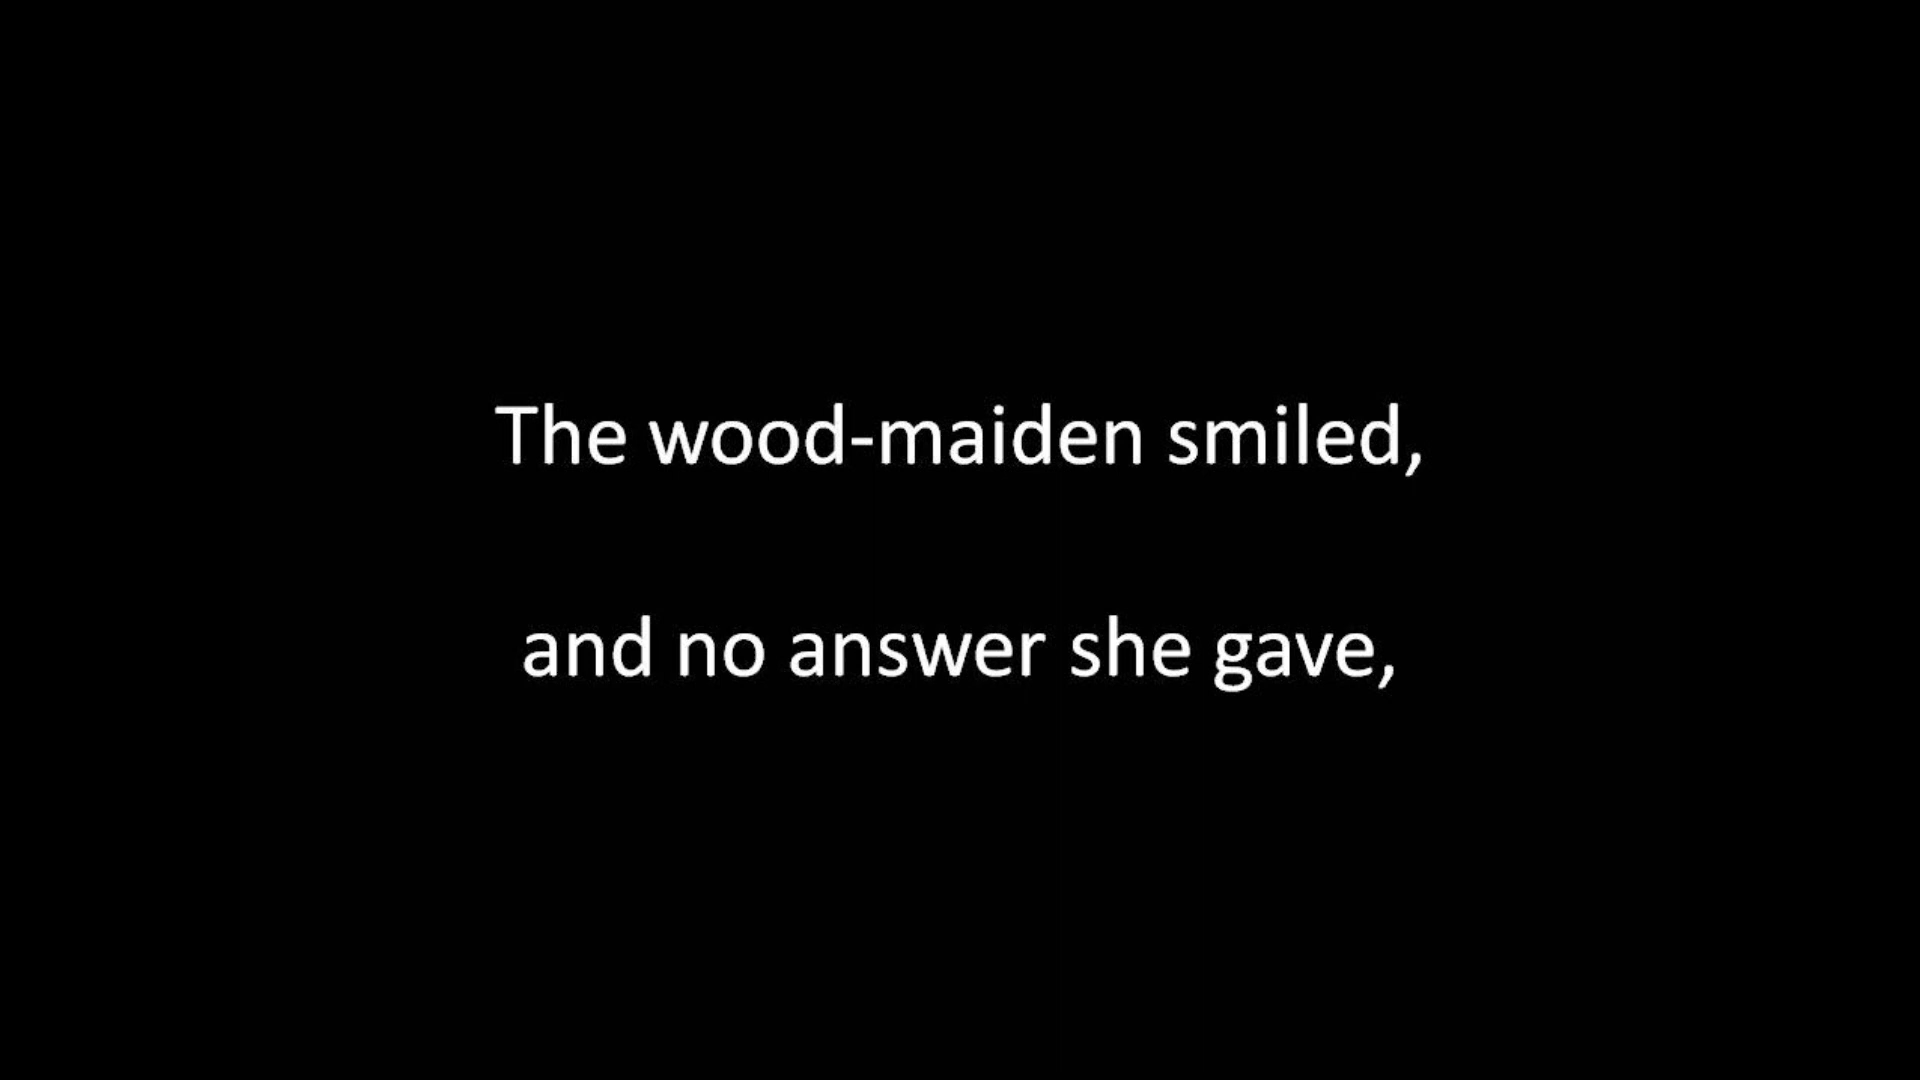 The wood-maiden smiled,
and no answer she gave,